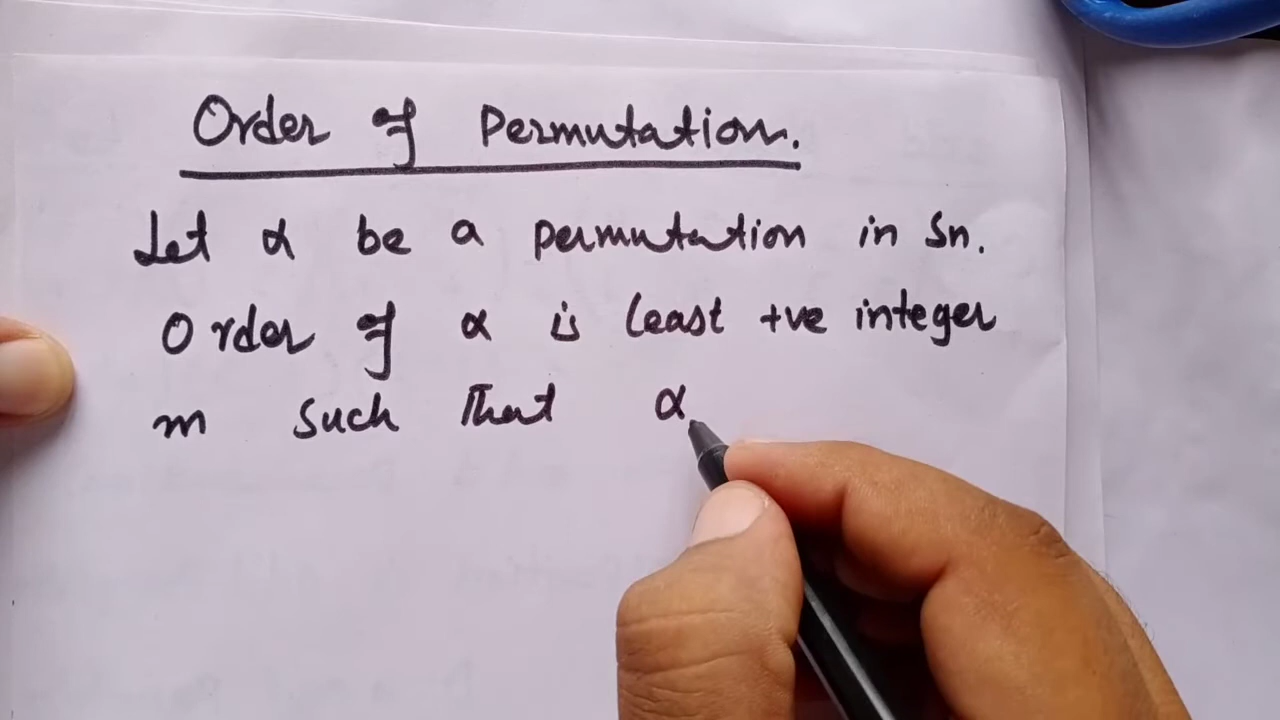 Order of Permutation.
Let α be a permutation in Sn.
Order of α is least +ve integer
m such that α